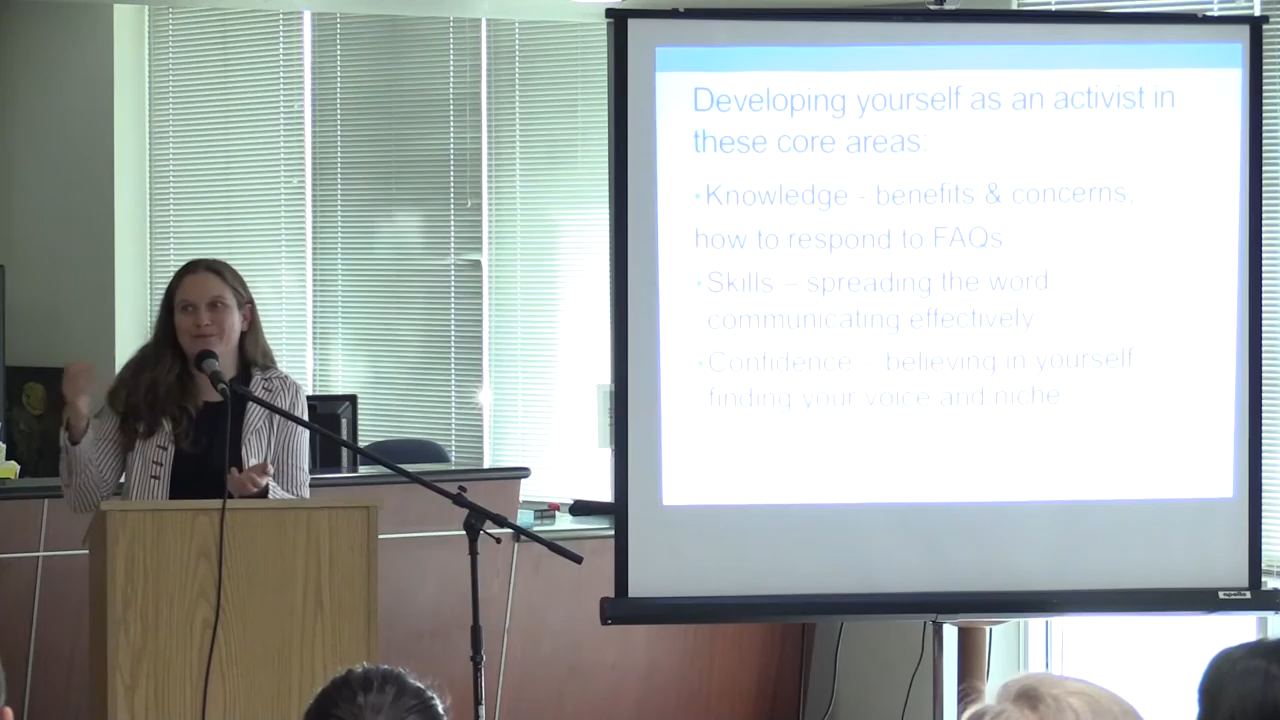 Developing yourself as an activist in
these core areas:
•Knowledge - benefits & concerns,
how to respond to FAQs
•Skills – spreading the word
communicating effectively
•Confidence believing in yourself
finding your voice and niche
apollo